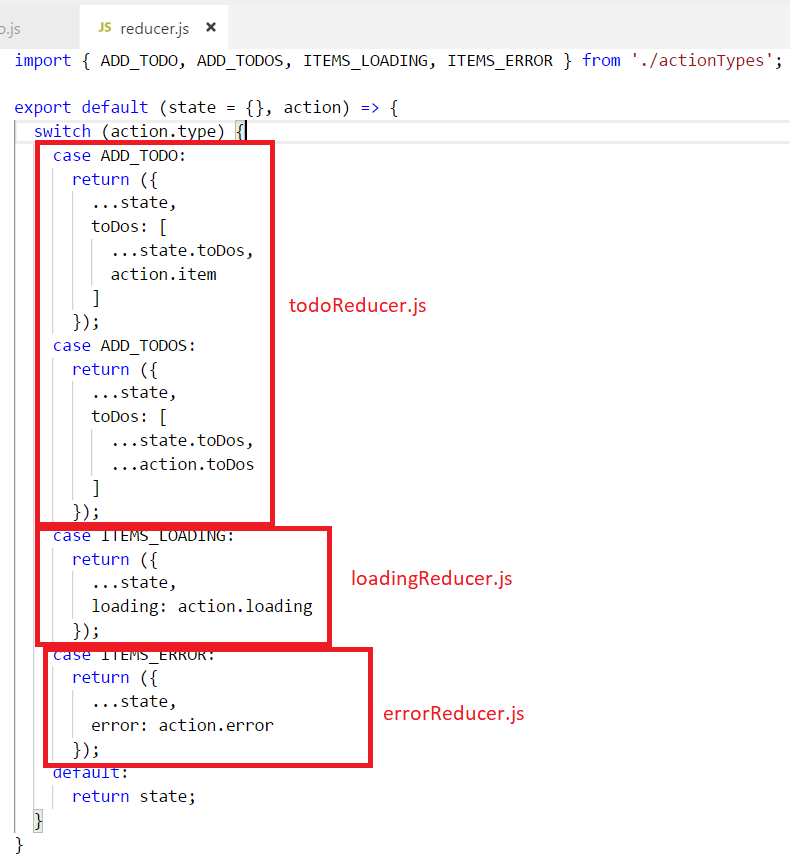 o.js
JS reducer.js ×
import { ADD_TODO, ADD_TODOS, ITEMS_LOADING, ITEMS_ERROR } from './actionTypes';
export default (state = {}, action) => {
switch (action.type) {
case ADD_TODO:
return ({
...state,
toDos: [
...state.toDos,
action.item
]
});
todoReducer.js
case ADD_TODOS:
return ({
...state,
toDos: [
...state.toDos,
...action.toDos
]
});
case ITEMS_LOADING:
return ({
...state,
loading: action.loading
});
loadingReducer.js
case ITEMS_ERROR:
return ({
...state,
error: action.error
});
errorReducer.js
default:
return state;
}
}